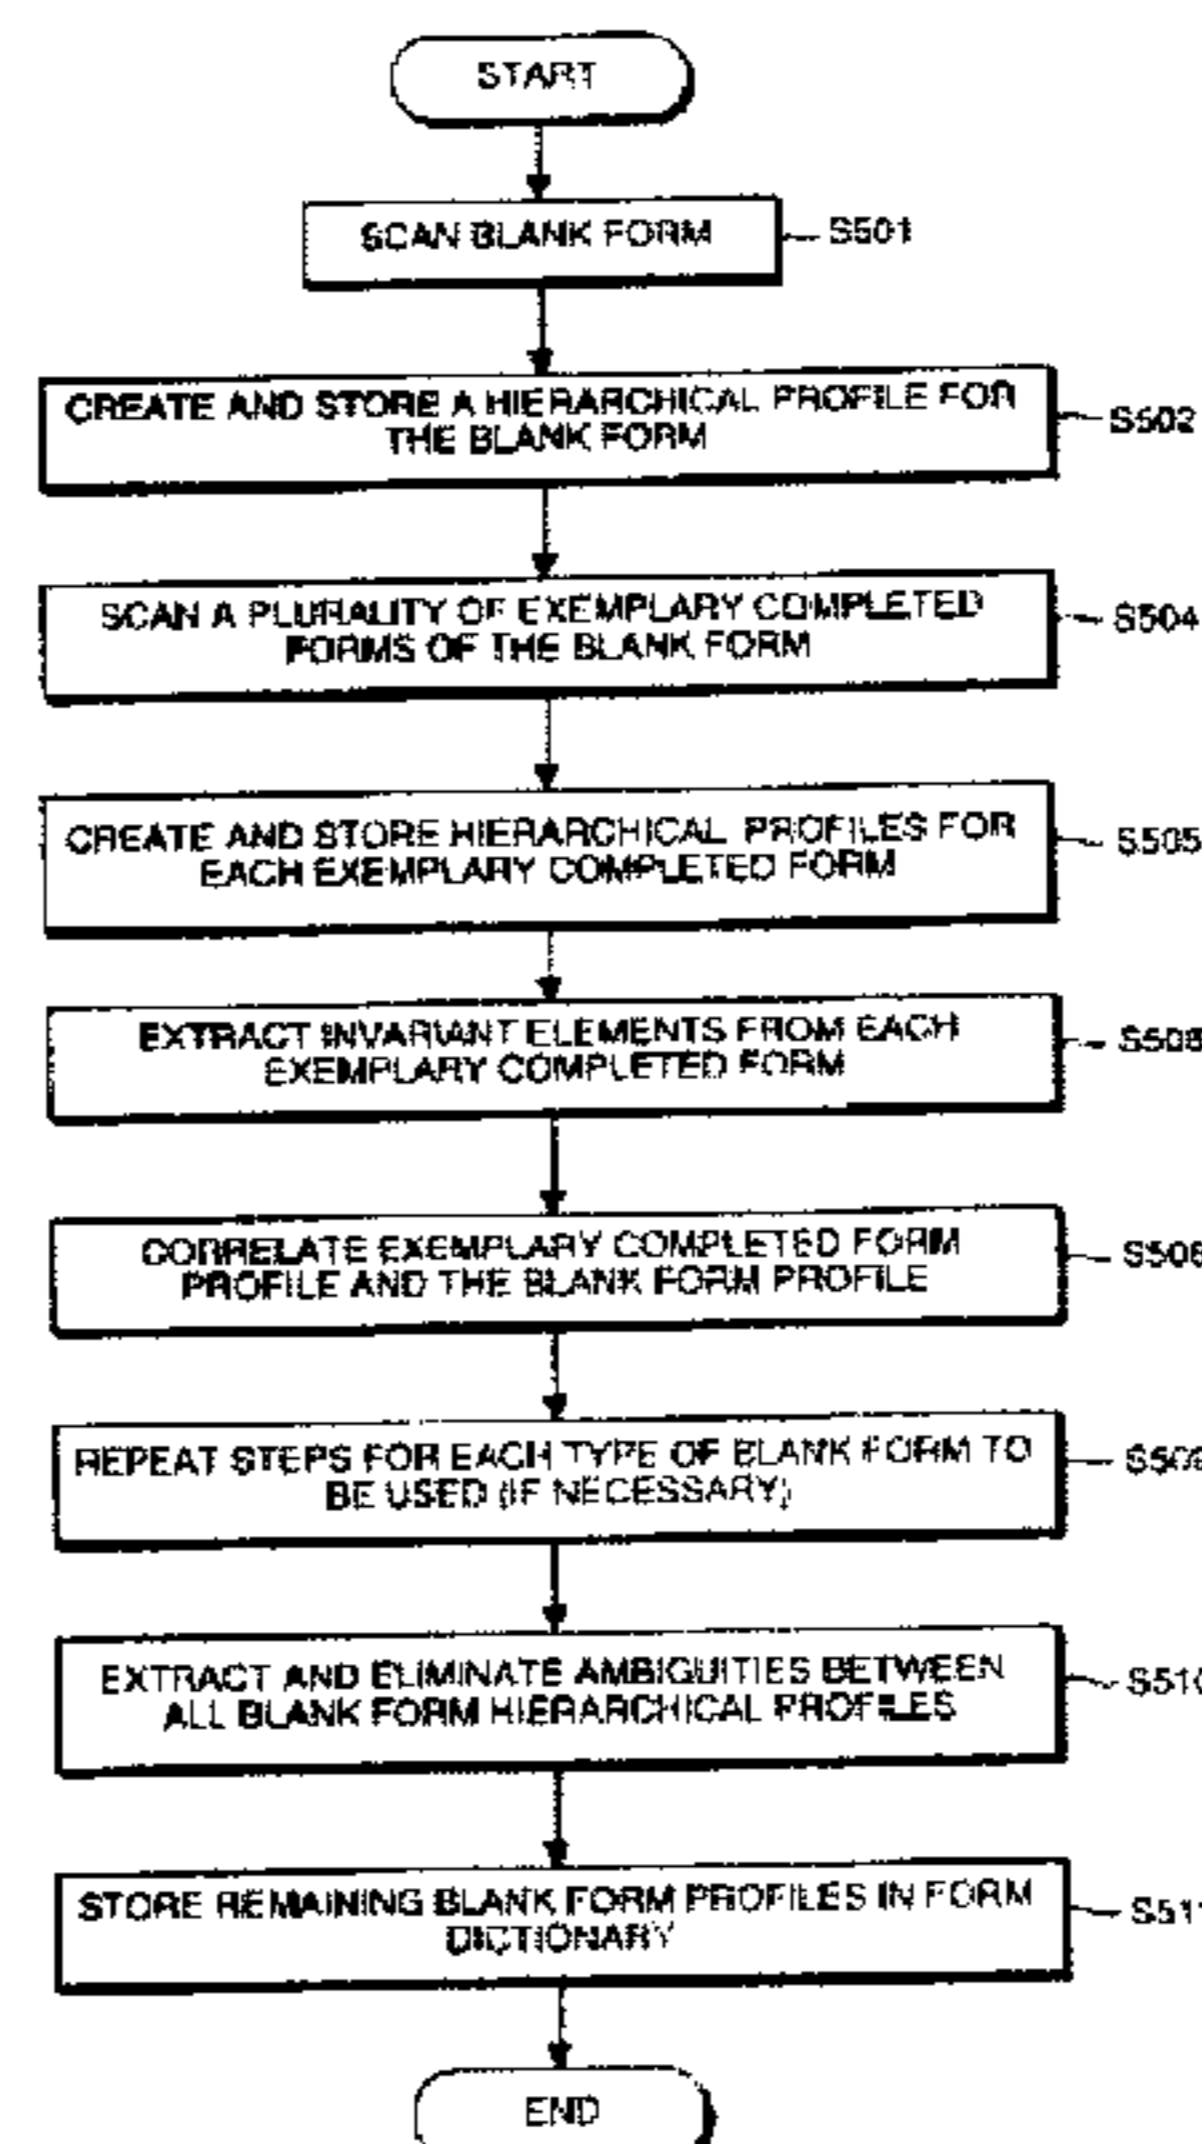 START
SCAN BLANK FORM
S501
CREATE AND STORE A HIERARCHICAL PROFILE FOR
THE BLANK FORM
S502
SCAN A PLURALITY OF EXEMPLARY COMPLETED
FORMS OF THE BLANK FORM
S504
CREATE AND STORE HIERARCHICAL PROFILES FOR
EACH EXEMPLARY COMPLETED FORM
S505
EXTRACT INVARIANT ELEMENTS FROM EACH
EXEMPLARY COMPLETED FORM
CORRELATE EXEMPLARY COMPLETED FORM
PROFILE AND THE BLANK FORM PROFILE
REPEAT STEPS FOR EACH TYPE OF BLANK FORM TO
BE USED (IF NECESSARY)
EXTRACT AND ELIMINATE AMBIGUITIES BETWEEN
ALL BLANK FORM HIERARCHICAL PROFILES
S510
STORE REMAINING BLANK FORM PROFILES IN FORM
DICTIONARY
S511
END